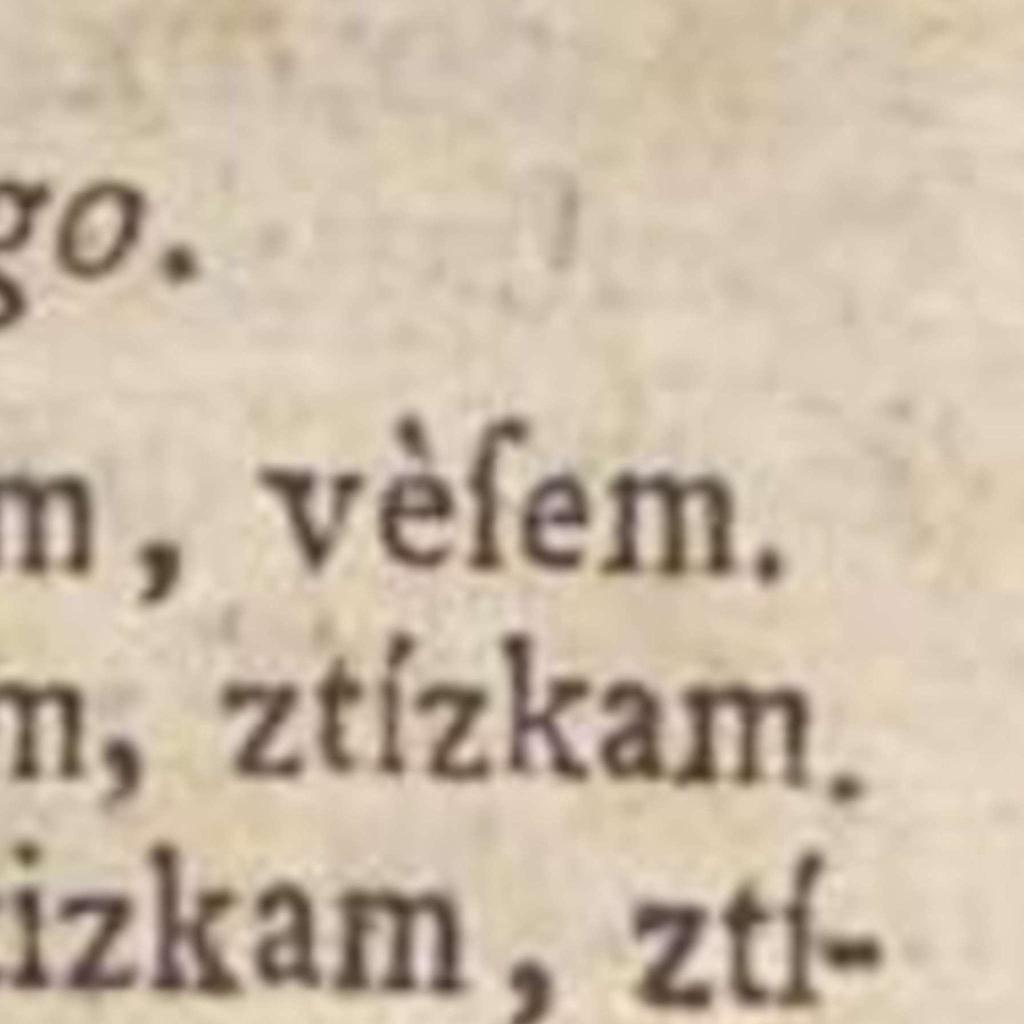 go.
m, vèſem.
m, ztízkam.
izkam, ztí-